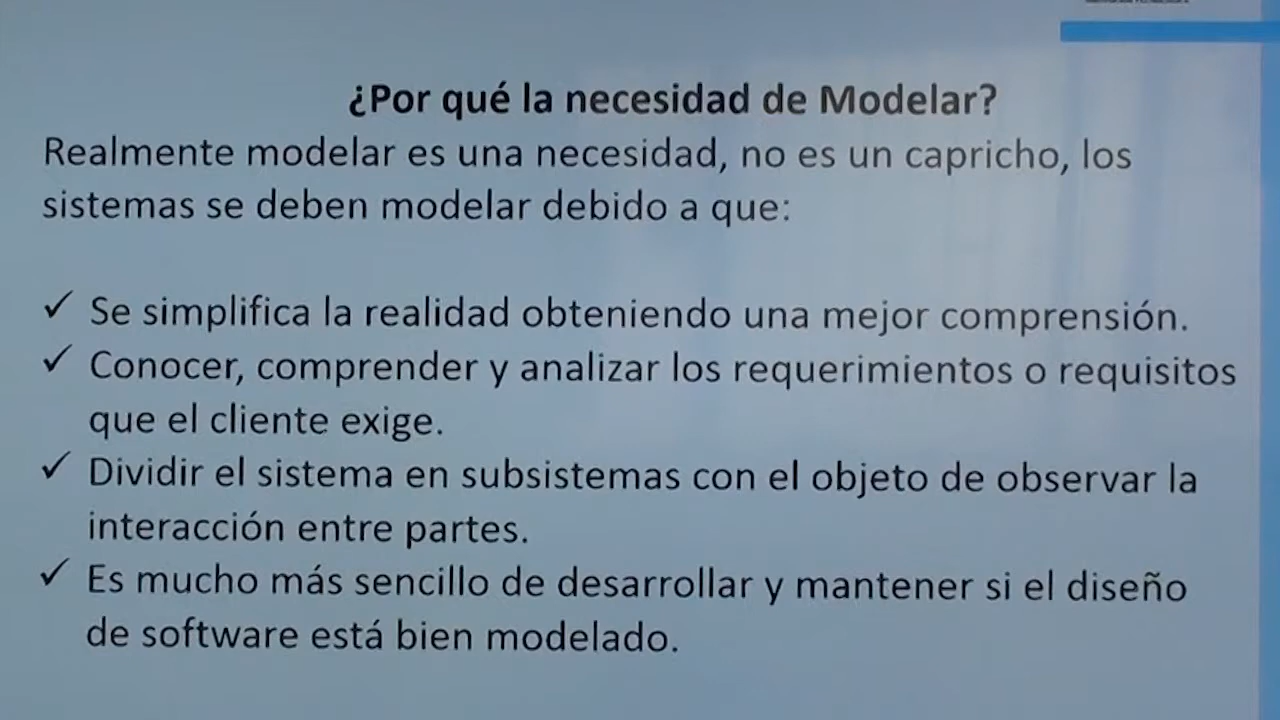 ¿Por qué la necesidad de Modelar?
Realmente modelar es una necesidad, no es un capricho, los
sistemas se deben modelar debido a que:
✓ Se simplifica la realidad obteniendo una mejor comprensión.
✓ Conocer, comprender y analizar los requerimientos o requisitos
que el cliente exige.
✓ Dividir el sistema en subsistemas con el objeto de observar la
interacción entre partes.
✓ Es mucho más sencillo de desarrollar y mantener si el diseño
de software está bien modelado.